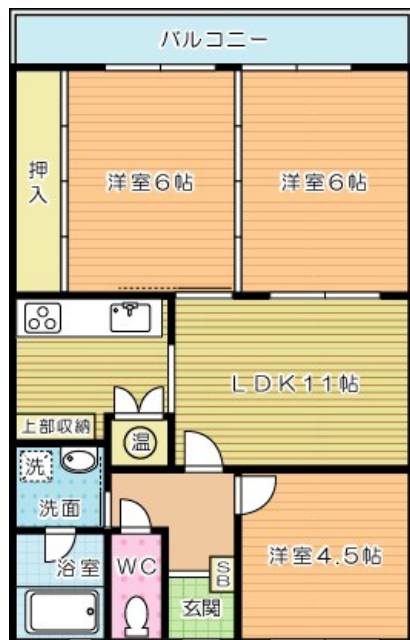 バルコニー
押入
洋室6帖
洋室6帖
LDK11帖
上部収納
温
洗
洗面
浴室
WC
SB
玄関
洋室4.5帖